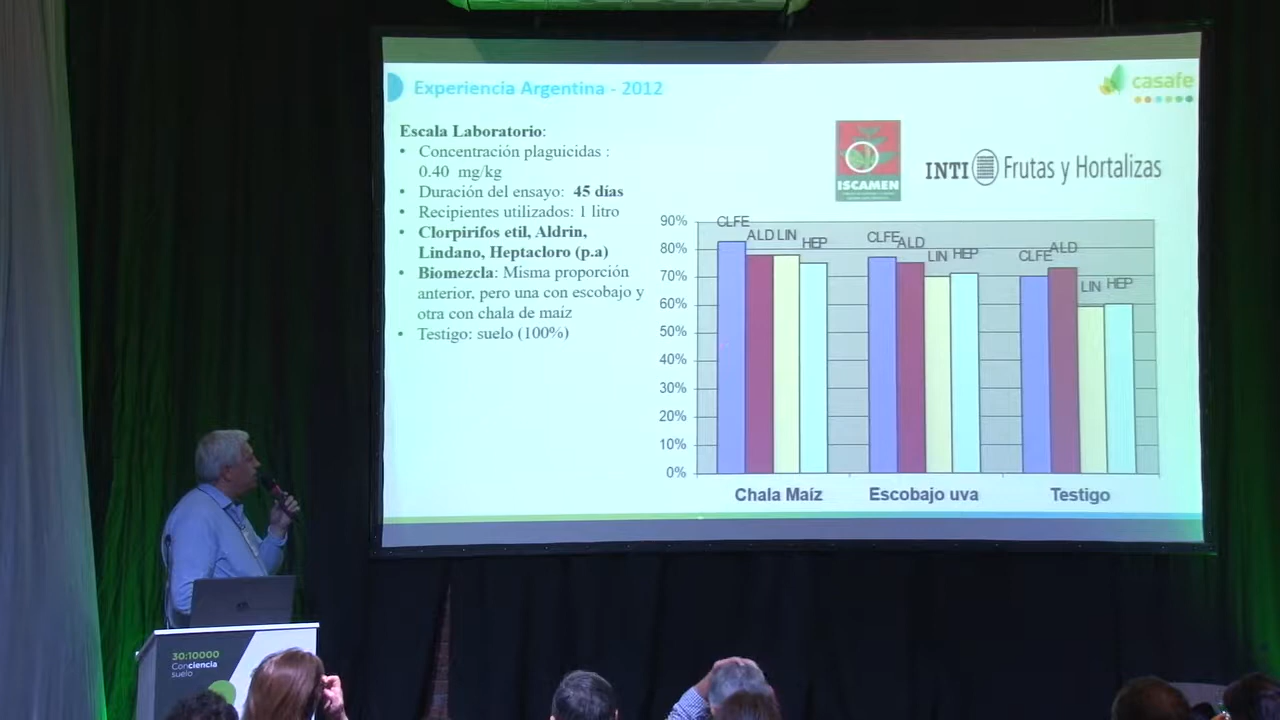 Experiencia Argentina - 2012
casafe
Escala Laboratorio:
• Concentración plaguicidas :
0.40 mg/kg
• Duración del ensayo: 45 días
• Recipientes utilizados: 1 litro
• Clorpirifos etil, Aldrin,
Lindano, Heptacloro (p.a)
• Biomezcla: Misma proporción
anterior, pero una con escobajo y
otra con chala de maíz
• Testigo: suelo (100%)
ISCAMEN
INTI Frutas y Hortalizas
90%
80%
70%
60%
50%
40%
30%
20%
10%
0%
CLFE
ALD LIN
HEP
CLFE
ALD
LIN
HEP
CLFE
ALD
LIN
HEP
Chala Maíz
Escobajo uva
Testigo
30:10000
Conciencia
suelo